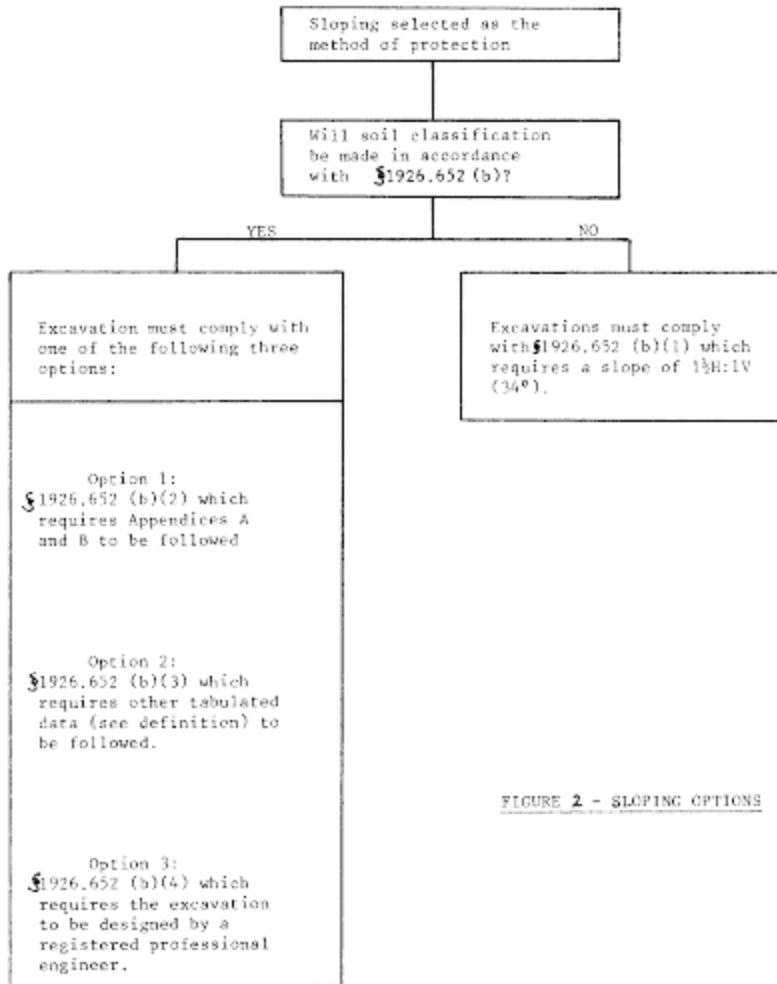 Sloping selected as the
method of protection
Will soil classification
be made in accordance
with §1926.652 (b)?
YES
NO
Excavation must comply with
one of the following three
options:
Excavations must comply
with §1926.652 (b)(1) which
requires a slope of 1½H:1V
(34º).
Option 1:
§1926.652 (b)(2) which
requires Appendices A
and B to be followed
Option 2:
§1926.652 (b)(3) which
requires other tabulated
data (see definition) to
be followed.
FIGURE 2 - SLOPING OPTIONS
Option 3:
§1926.652 (b)(4) which
requires the excavation
to be designed by a
registered professional
engineer.